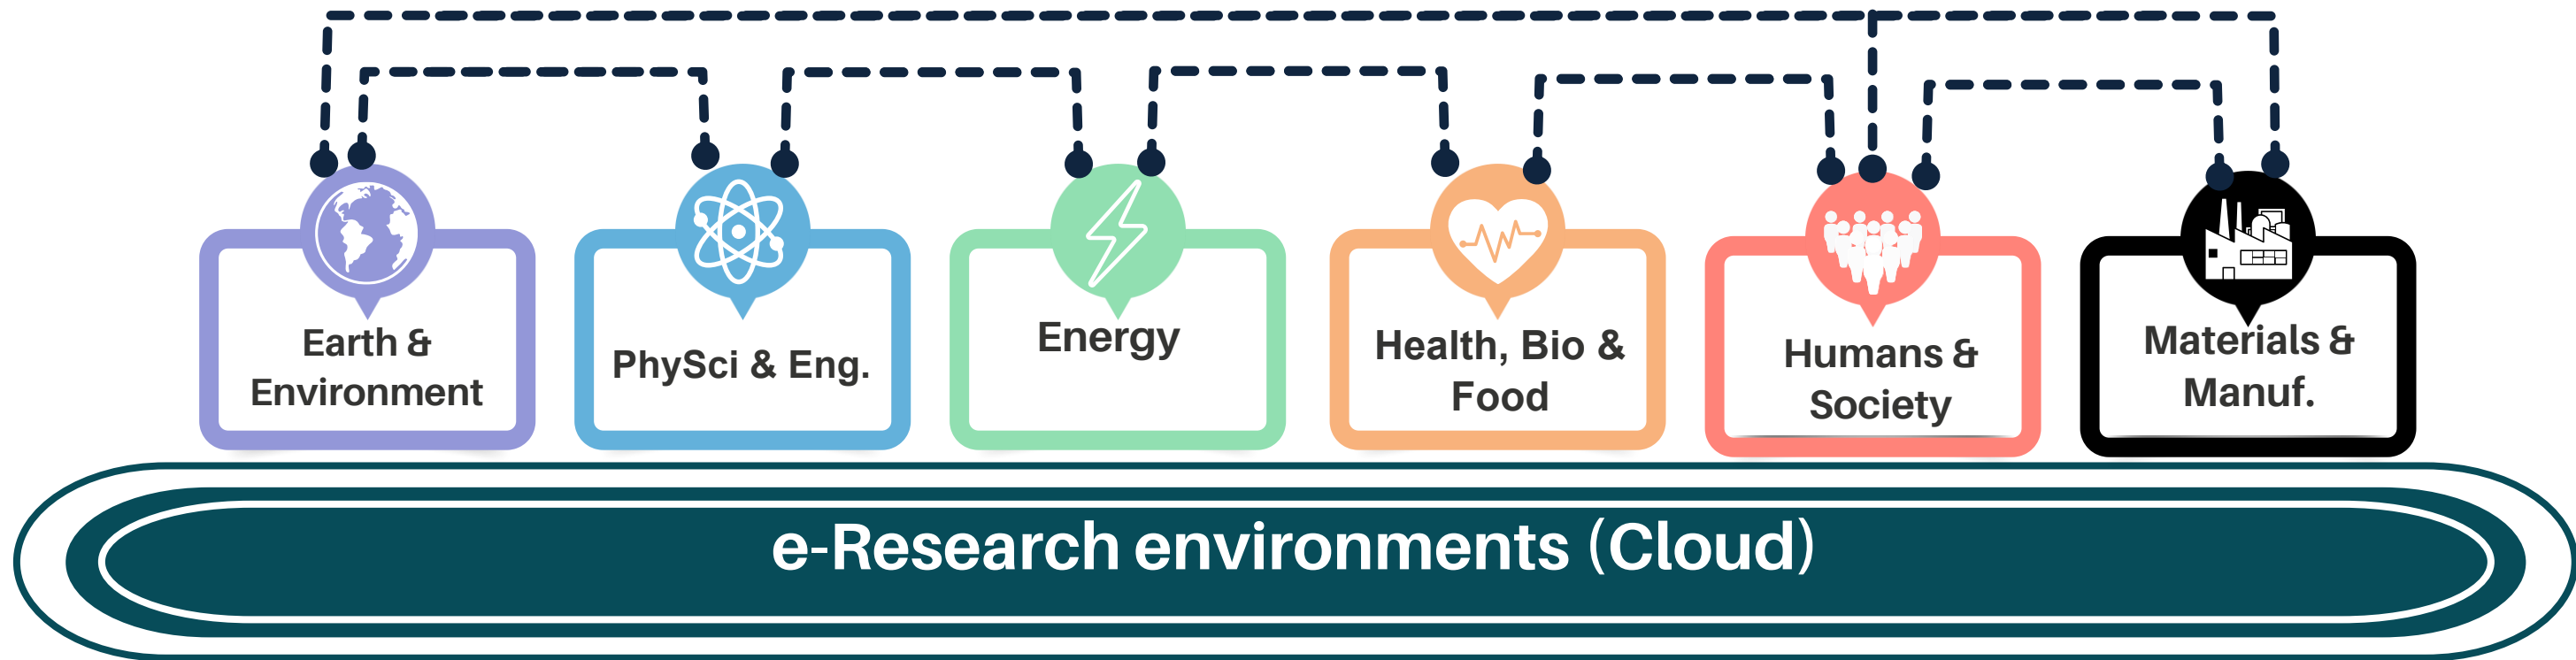 Earth &
Environment
PhySci & Eng.
Energy
Health, Bio &
Food
Humans &
Society
Materials &
Manuf.
e-Research environments (Cloud)